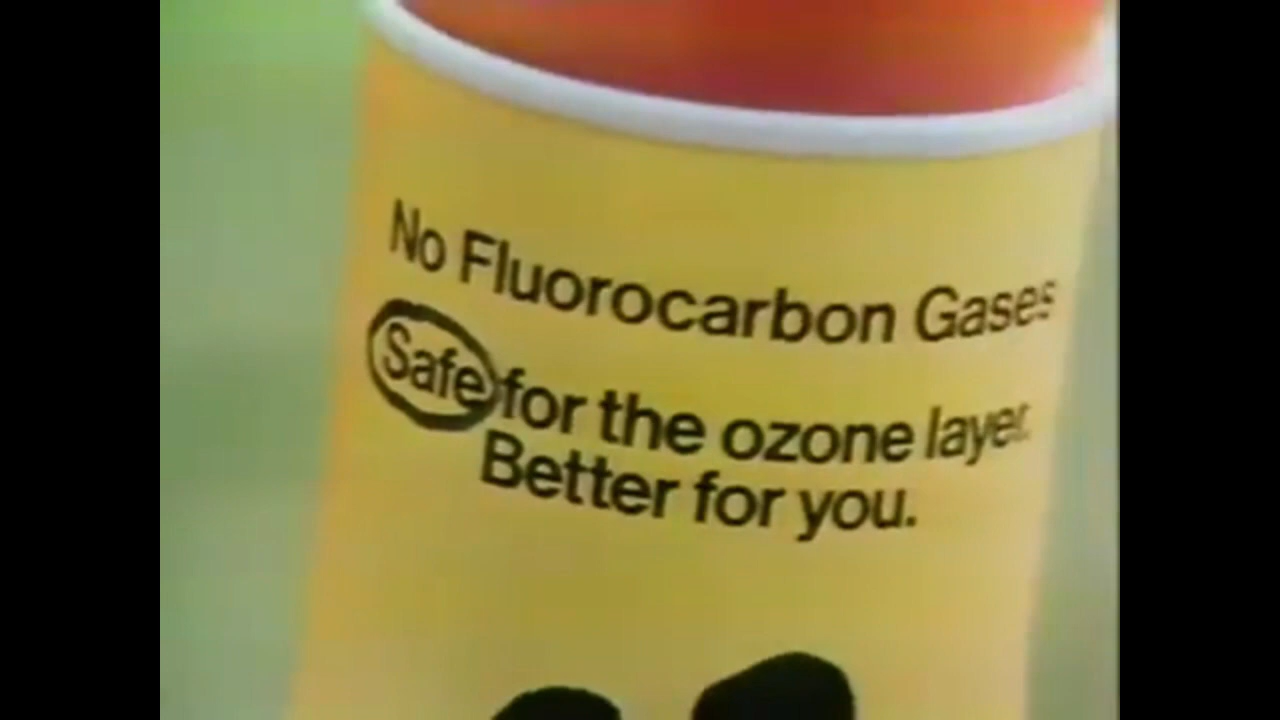 No Fluorocarbon Gases
Safe for the ozone layer.
Better for you.